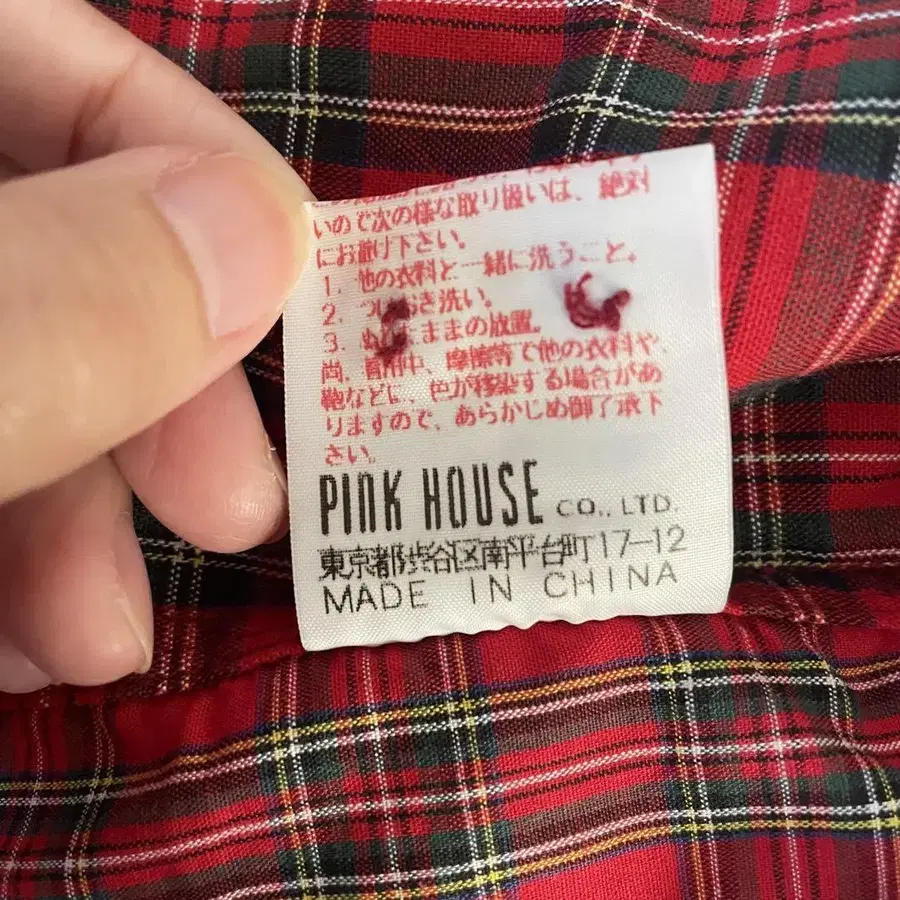 いので次の様な取り扱いは、絶対
にお避け下さい。
1. 他の衣料と一緒に洗うこと。
2. つけおき洗い。
3. ぬれたままの放置。
尚、着用中、摩擦等で他の衣料や
鞄などに、色が移染する場合があ
りますので、あらかじめ御了承下
さい。
PINK HOUSE CO., LTD.
東京都渋谷区南平台町17-12
MADE IN CHINA